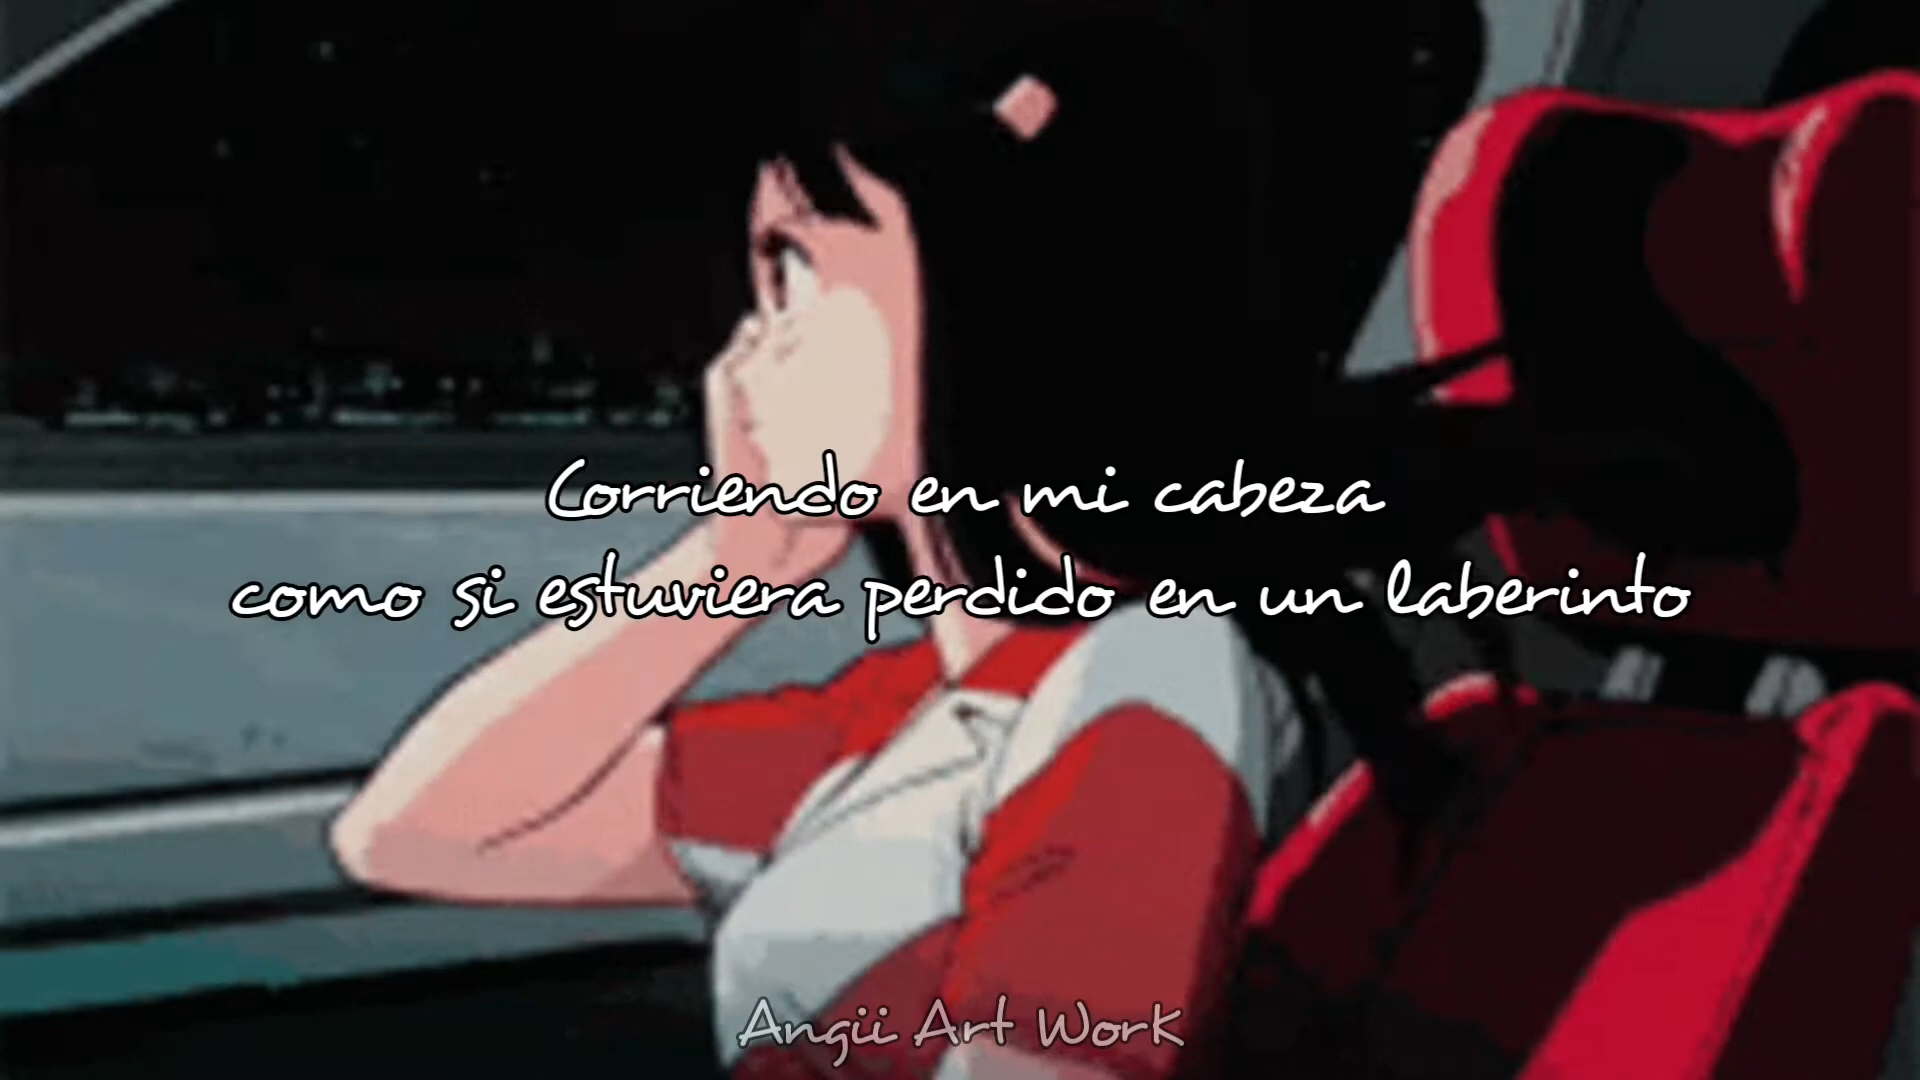 Corriendo en mi cabeza
como si estuviera perdido en un laberinto
Angii Art Work